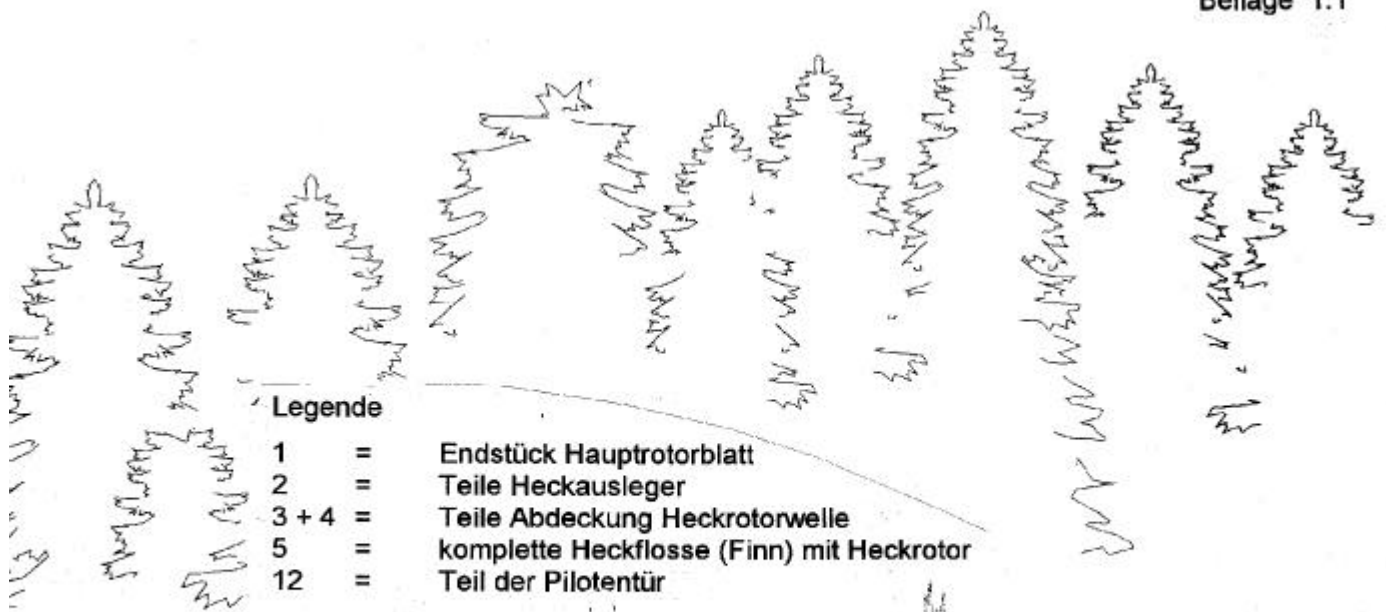 Beilage 1.1
Legende
1 = Endstück Hauptrotorblatt
2 = Teile Heckausleger
3 + 4 = Teile Abdeckung Heckrotorwelle
5 = komplette Heckflosse (Finn) mit Heckrotor
12 = Teil der Pilotentür